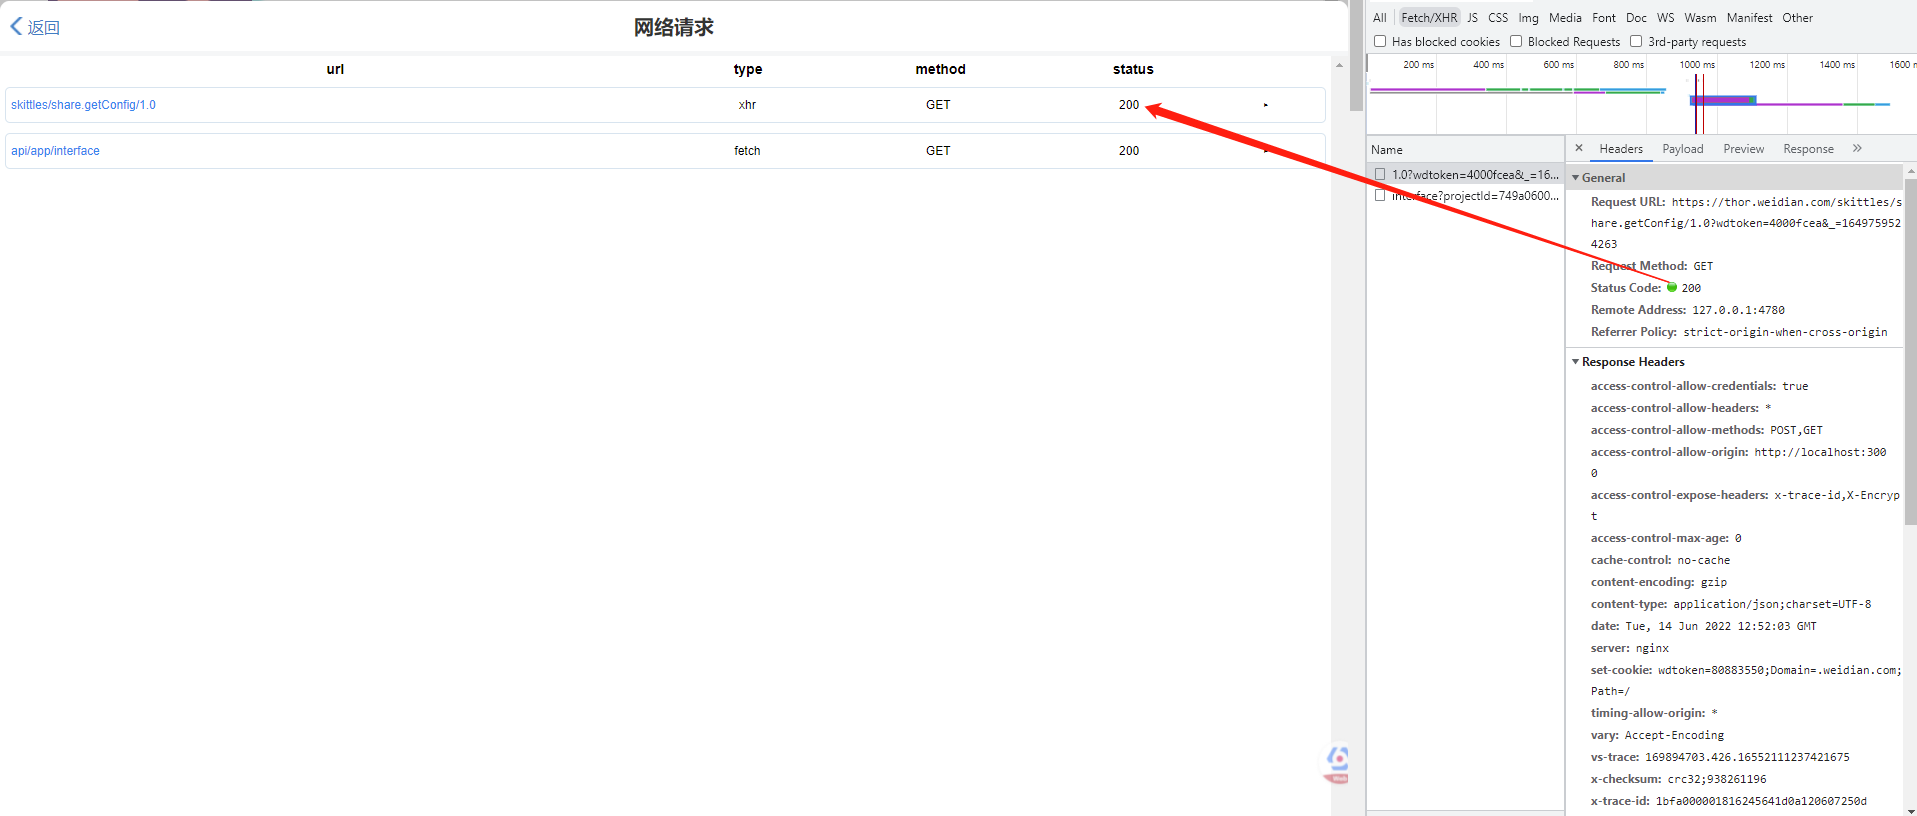 返回
网络请求
url type method status
skittles/share.getConfig/1.0 xhr GET 200
api/app/interface fetch GET 200
All Fetch/XHR JS CSS Img Media Font Doc WS Wasm Manifest Other
Has blocked cookies Blocked Requests 3rd-party requests
200 ms 400 ms 600 ms 800 ms 1000 ms 1200 ms 1400 ms 1600 m
Name
1.0?wdtoken=4000fcea&_=16...
interface?projectId=749a0600...
Headers Payload Preview Response
General
Request URL: https://thor.weidian.com/skittles/s
hare.getConfig/1.0?wdtoken=4000fcea&_=164975952
4263
Request Method: GET
Status Code: 200
Remote Address: 127.0.0.1:4780
Referrer Policy: strict-origin-when-cross-origin
Response Headers
access-control-allow-credentials: true
access-control-allow-headers: *
access-control-allow-methods: POST,GET
access-control-allow-origin: http://localhost:300
0
access-control-expose-headers: x-trace-id,X-Encryp
t
access-control-max-age: 0
cache-control: no-cache
content-encoding: gzip
content-type: application/json;charset=UTF-8
date: Tue, 14 Jun 2022 12:52:03 GMT
server: nginx
set-cookie: wdtoken=80883550;Domain=.weidian.com;
Path=/
timing-allow-origin: *
vary: Accept-Encoding
vs-trace: 169894703.426.16552111237421675
x-checksum: crc32;938261196
x-trace-id: 1bfa000001816245641d0a120607250d